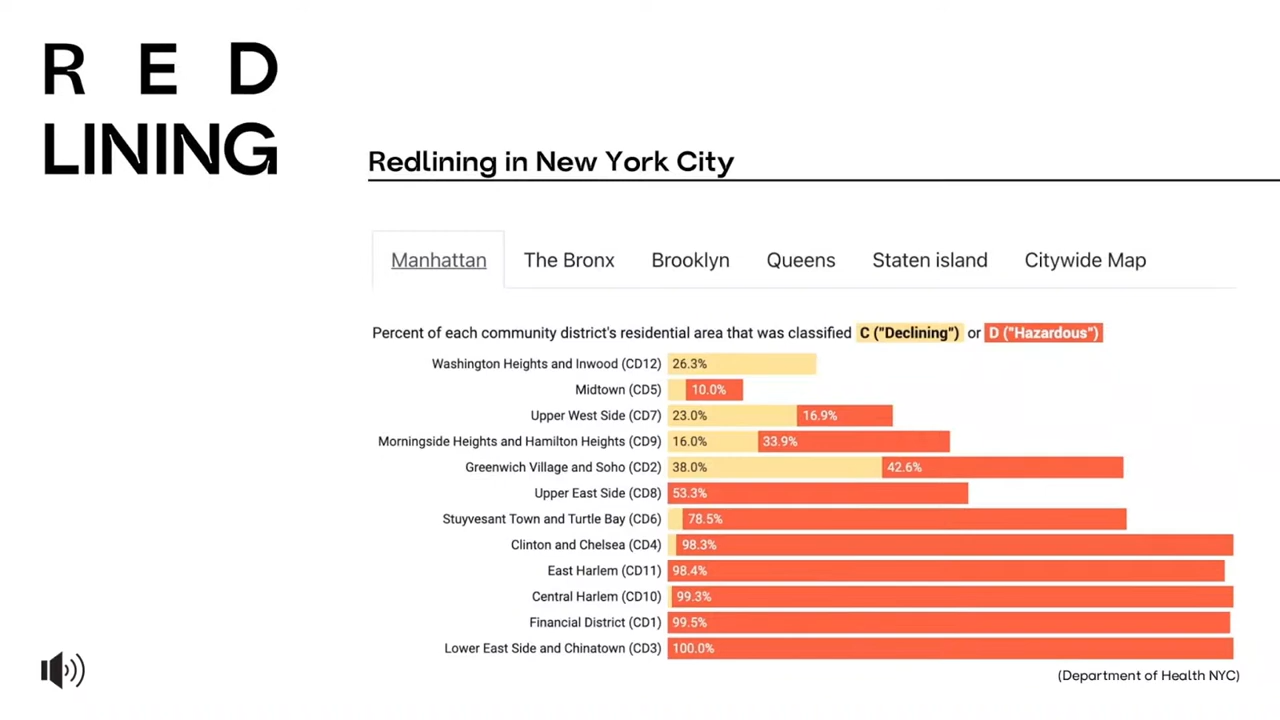 RED
LINING
Redlining in New York City
Manhattan The Bronx Brooklyn Queens Staten island Citywide Map
Percent of each community district's residential area that was classified C ("Declining") or D ("Hazardous")
Washington Heights and Inwood (CD12) 26.3%
Midtown (CD5) 10.0%
Upper West Side (CD7) 23.0% 16.9%
Morningside Heights and Hamilton Heights (CD9) 16.0% 33.9%
Greenwich Village and Soho (CD2) 38.0% 42.6%
Upper East Side (CD8) 53.3%
Stuyvesant Town and Turtle Bay (CD6) 78.5%
Clinton and Chelsea (CD4) 98.3%
East Harlem (CD11) 98.4%
Central Harlem (CD10) 99.3%
Financial District (CD1) 99.5%
Lower East Side and Chinatown (CD3) 100.0%
(Department of Health NYC)